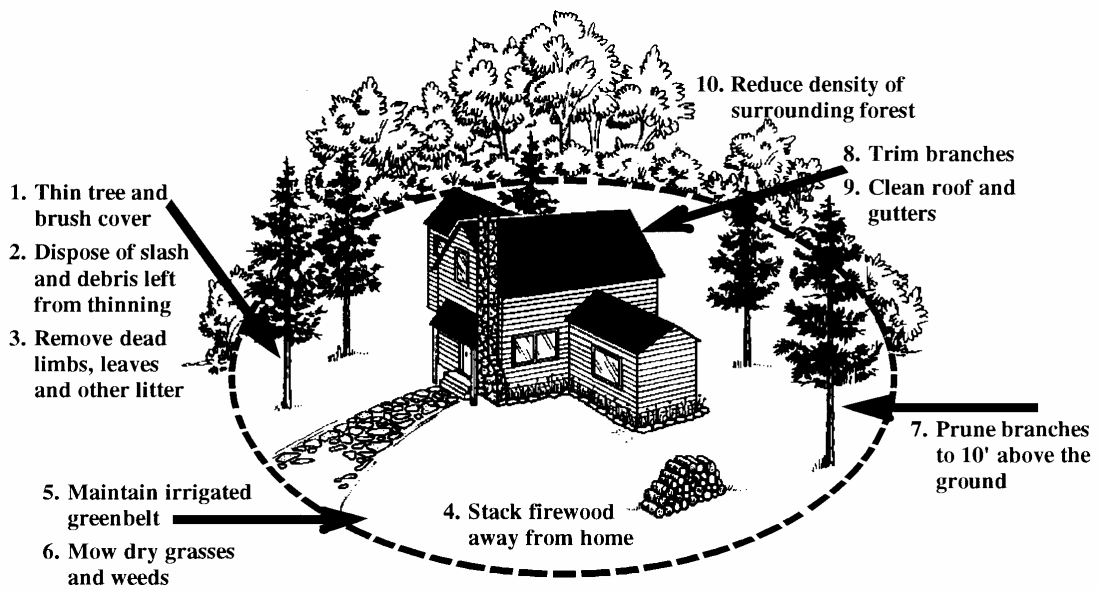 1. Thin tree and
brush cover
2. Dispose of slash
and debris left
from thinning
3. Remove dead
limbs, leaves
and other litter
4. Stack firewood
away from home
5. Maintain irrigated
greenbelt
6. Mow dry grasses
and weeds
7. Prune branches
to 10' above the
ground
8. Trim branches
9. Clean roof and
gutters
10. Reduce density of
surrounding forest